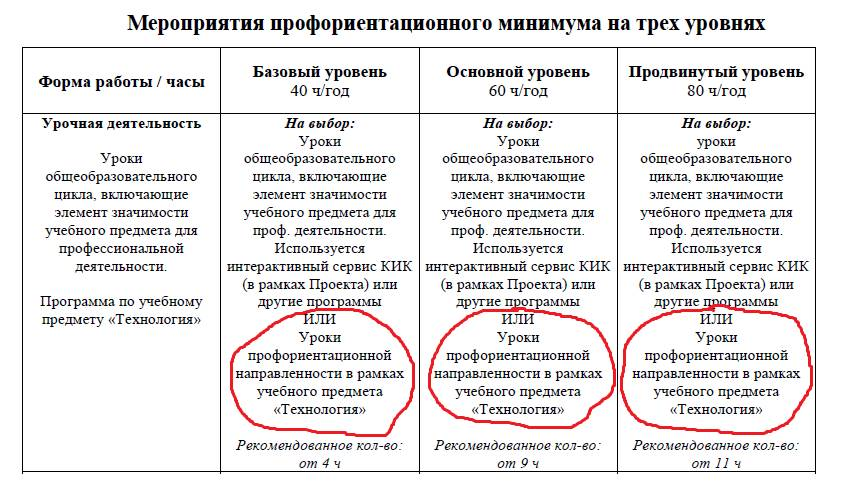 Мероприятия профориентационного минимума на трех уровнях
Форма работы / часы
Базовый уровень
40 ч/год
Основной уровень
60 ч/год
Продвинутый уровень
80 ч/год
Урочная деятельность
Уроки
общеобразовательного
цикла, включающие
элемент значимости
учебного предмета для
профессиональной
деятельности.
Программа по учебному
предмету «Технология»
На выбор:
Уроки
общеобразовательного
цикла, включающие
элемент значимости
учебного предмета для
проф. деятельности.
Используется
интерактивный сервис КИК
(в рамках Проекта) или
другие программы
ИЛИ
Уроки
профориентационной
направленности в рамках
учебного предмета
«Технология»
Рекомендованное кол-во:
от 4 ч
На выбор:
Уроки
общеобразовательного
цикла, включающие
элемент значимости
учебного предмета для
проф. деятельности.
Используется
интерактивный сервис КИК
(в рамках Проекта) или
другие программы
ИЛИ
Уроки
профориентационной
направленности в рамках
учебного предмета
«Технология»
Рекомендованное кол-во:
от 9 ч
На выбор:
уроки
общеобразовательного
цикла, включающие
элемент значимости
учебного предмета для
проф. деятельности.
Используется
интерактивный сервис КИК
(в рамках Проекта) или
другие программы
ИЛИ
Уроки
профориентационной
направленности в рамках
учебного предмета
«Технология»
Рекомендованное кол-во:
от 11 ч